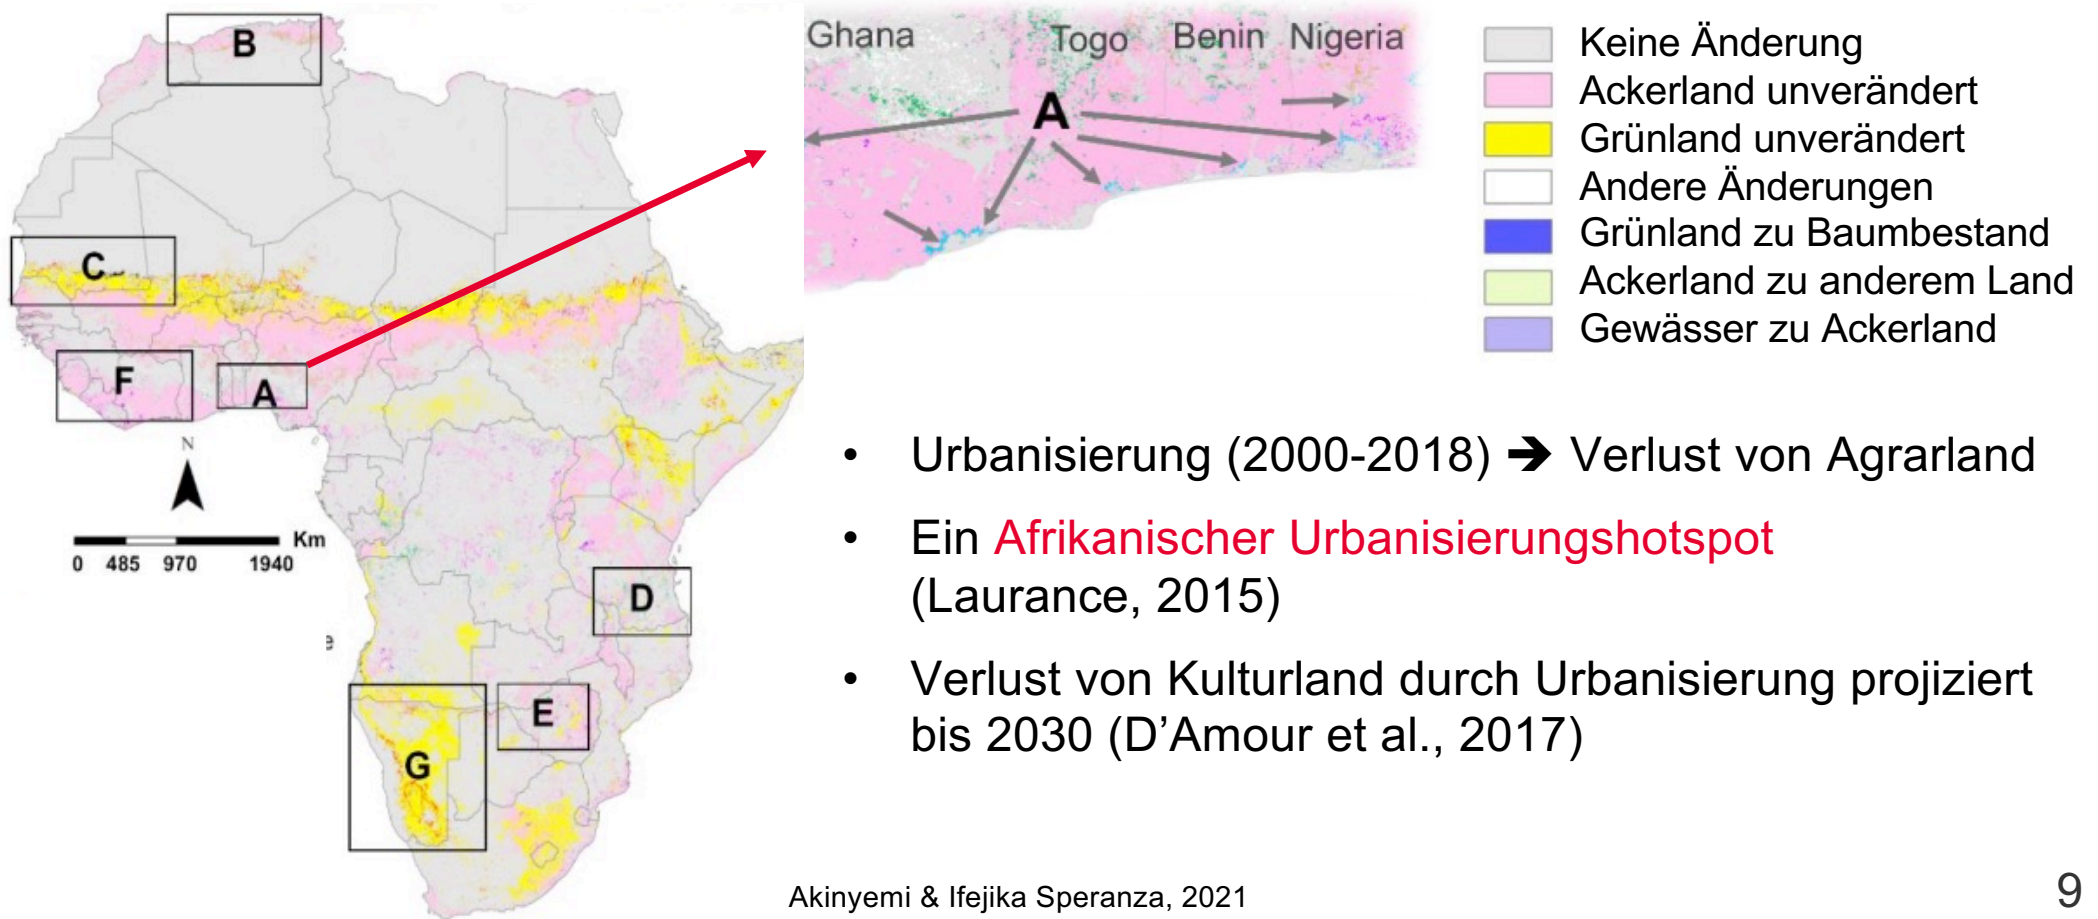 B
C
F
A
D
E
G
N
Km
0 485 970 1940
e
Ghana Togo Benin Nigeria
A
Keine Änderung
Ackerland unverändert
Grünland unverändert
Andere Änderungen
Grünland zu Baumbestand
Ackerland zu anderem Land
Gewässer zu Ackerland
• Urbanisierung (2000-2018) ➔ Verlust von Agrarland
• Ein Afrikanischer Urbanisierungshotspot
(Laurance, 2015)
• Verlust von Kulturland durch Urbanisierung projiziert
bis 2030 (D’Amour et al., 2017)
Akinyemi & Ifejika Speranza, 2021
9